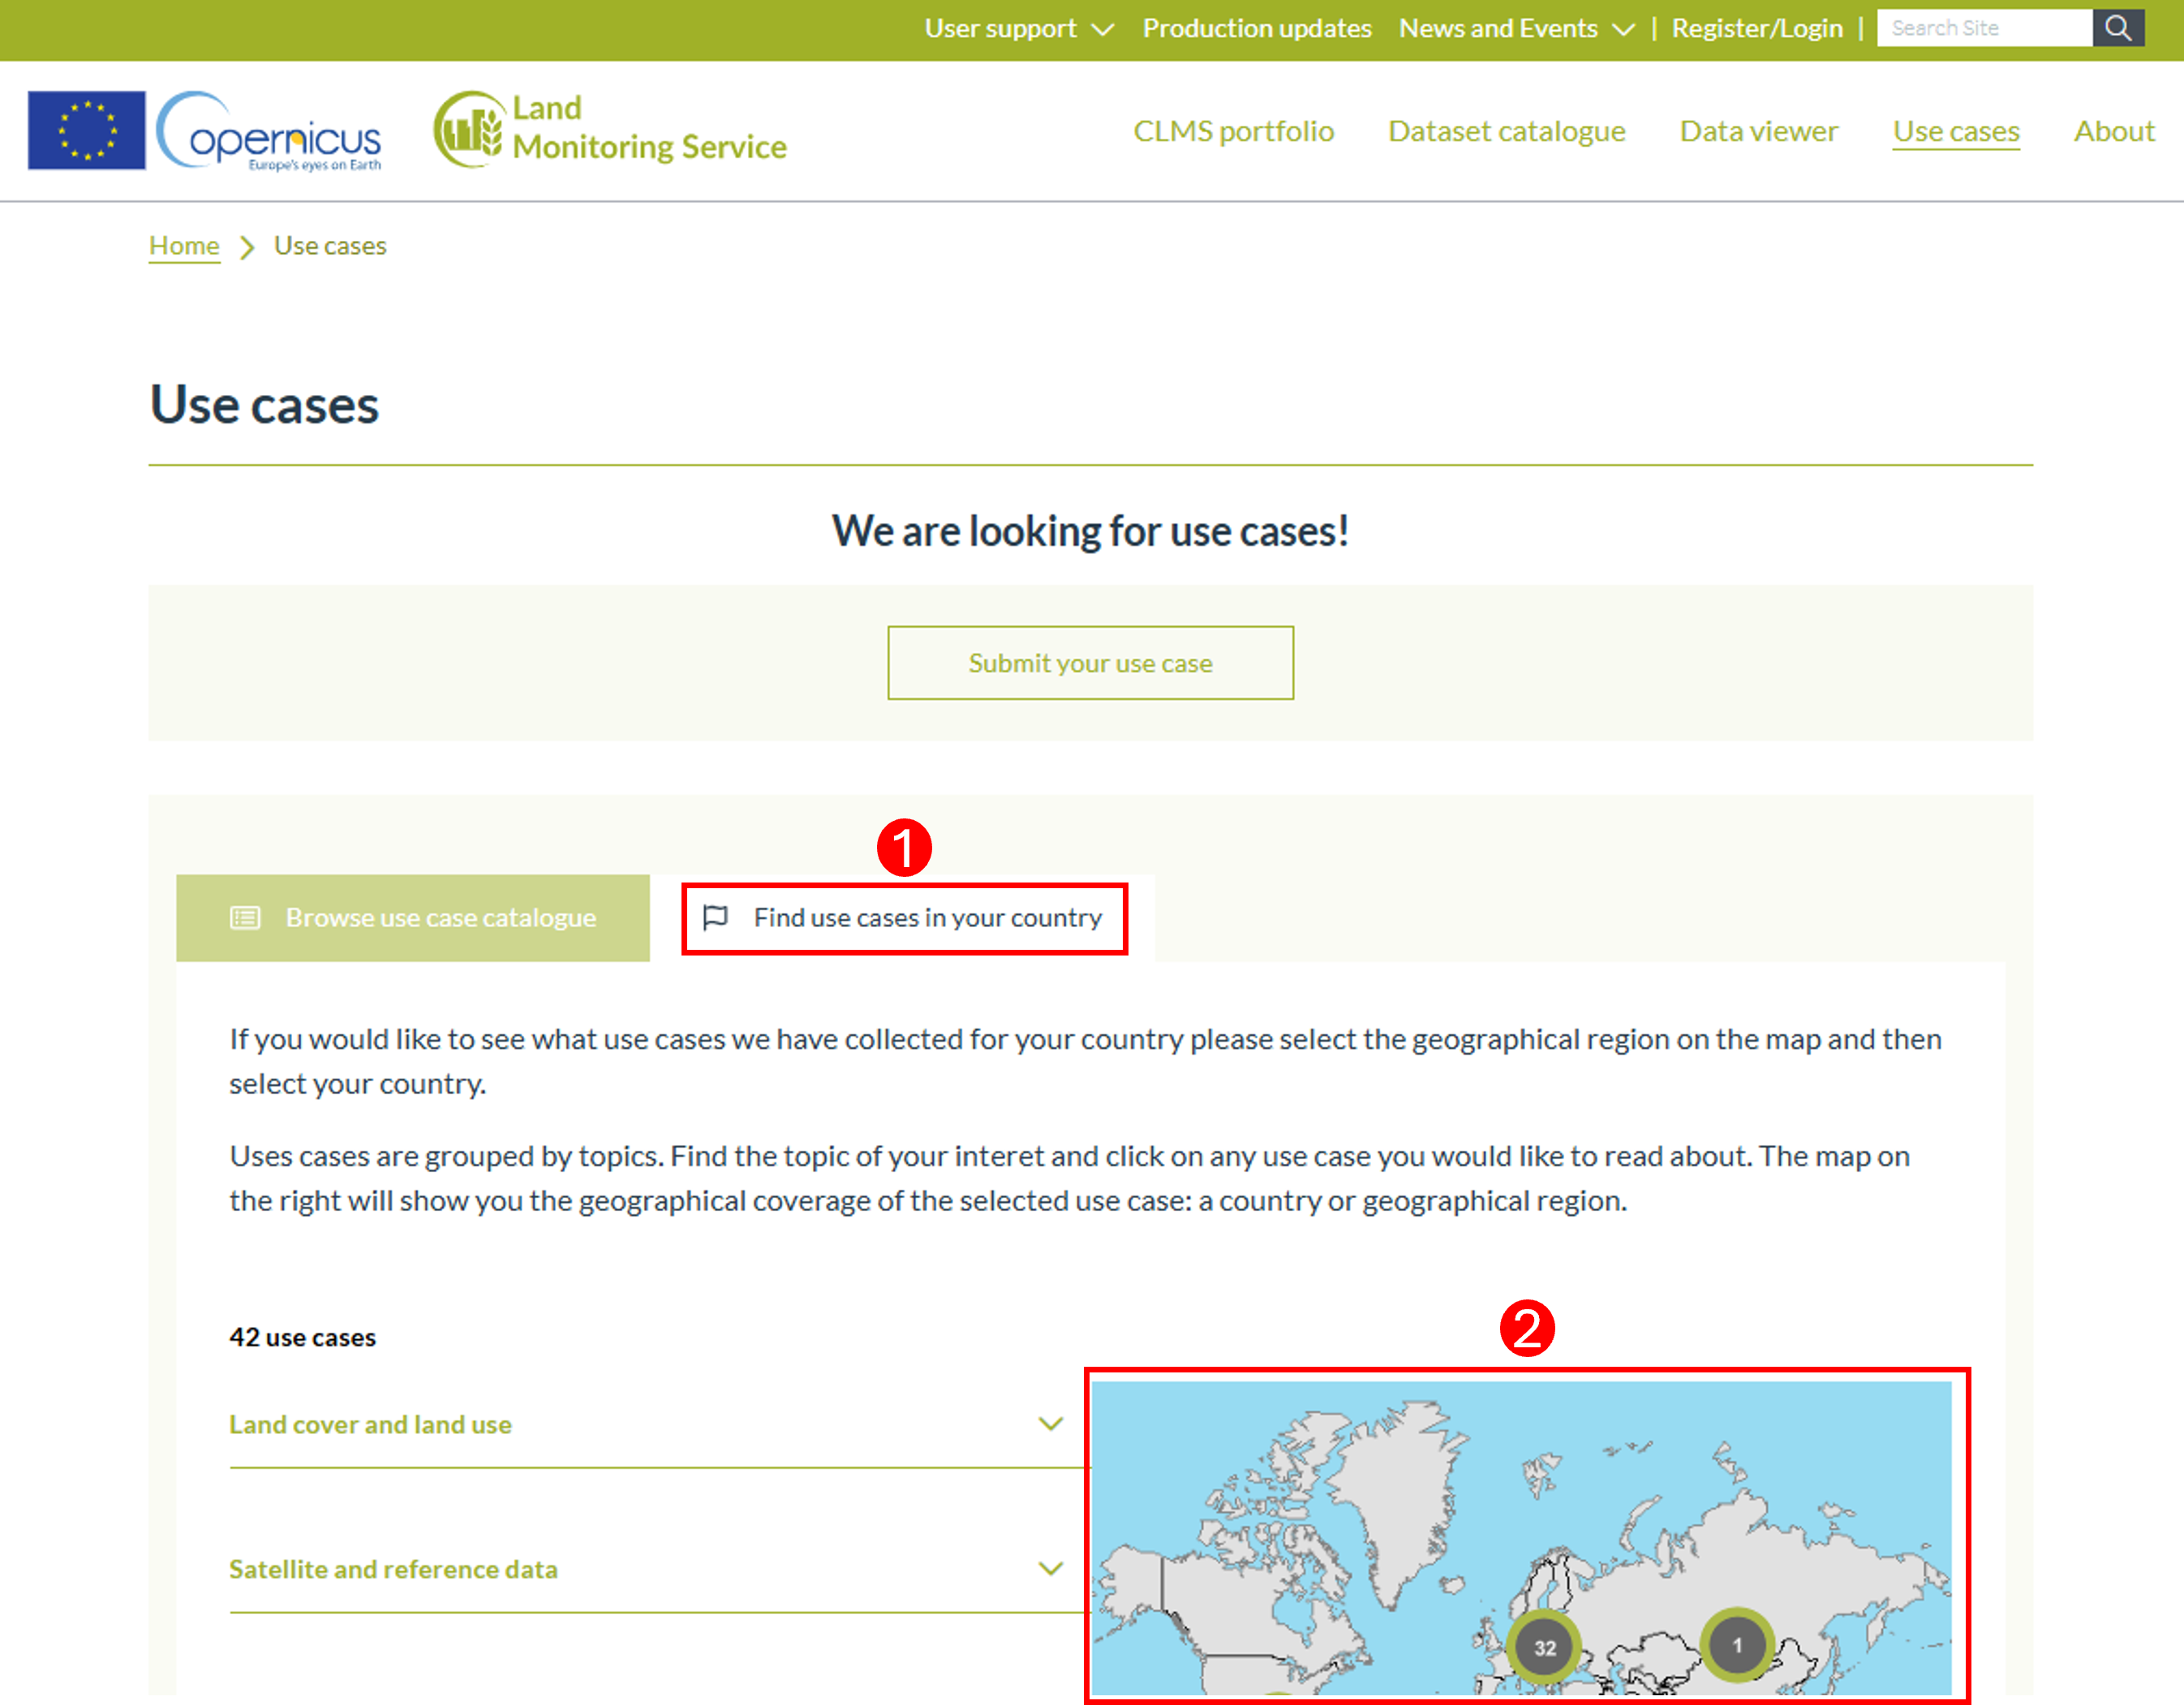 User support Production updates News and Events | Register/Login | Search Site
opernicus
Europe's eyes on Earth
Land
Monitoring Service
CLMS portfolio Dataset catalogue Data viewer Use cases About
Home Use cases
Use cases
We are looking for use cases!
Submit your use case
1
Browse use case catalogue Find use cases in your country
If you would like to see what use cases we have collected for your country please select the geographical region on the map and then
select your country.
Uses cases are grouped by topics. Find the topic of your interet and click on any use case you would like to read about. The map on
the right will show you the geographical coverage of the selected use case: a country or geographical region.
42 use cases
2
Land cover and land use
Satellite and reference data
32 1